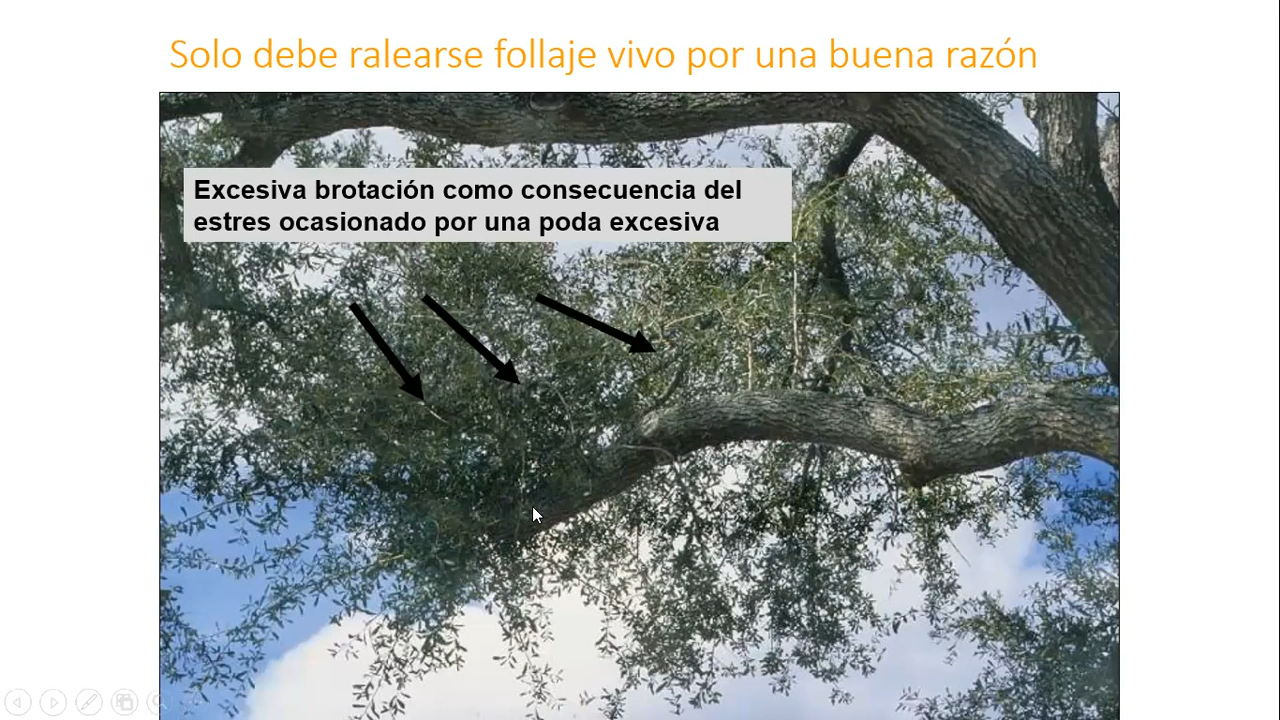 Solo debe ralearse follaje vivo por una buena razón
Excesiva brotación como consecuencia del
estres ocasionado por una poda excesiva